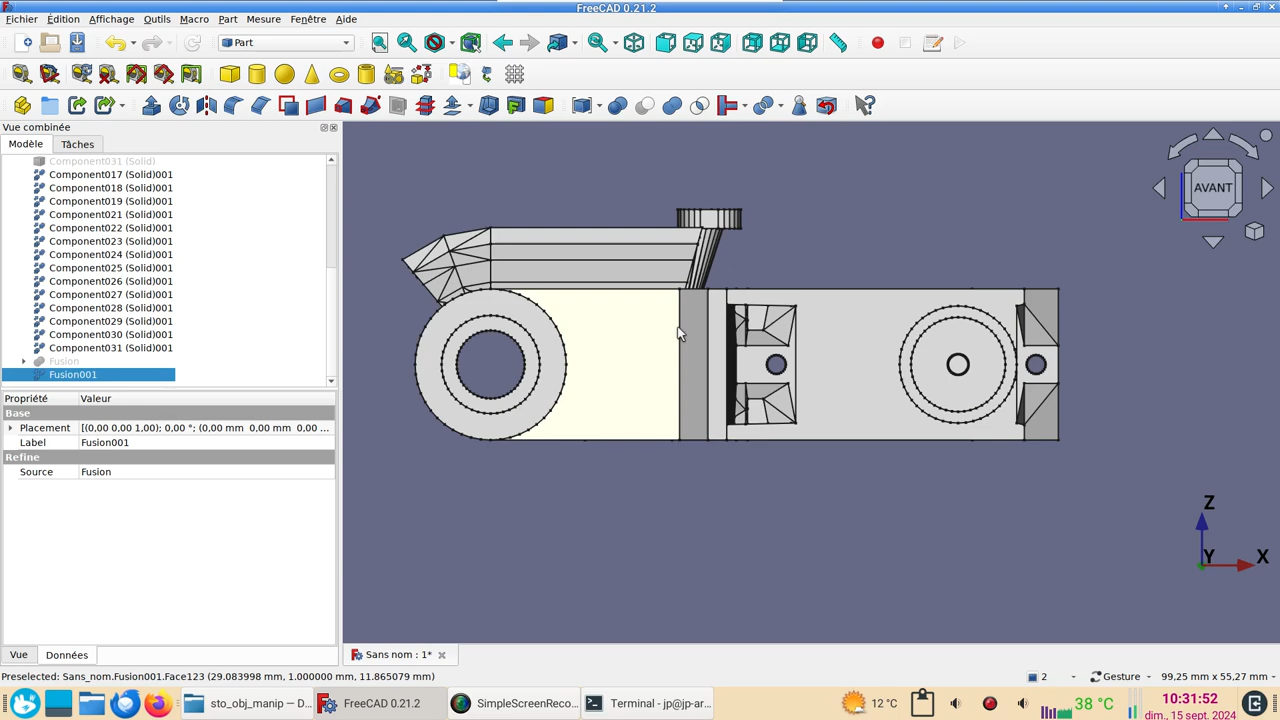 FreeCAD 0.21.2
Fichier Édition Affichage Outils Macro Part Mesure Fenêtre Aide
Part
Vue combinée
Modèle Tâches
Component031 (Solid)
Component017 (Solid)001
Component018 (Solid)001
Component019 (Solid)001
Component021 (Solid)001
Component022 (Solid)001
Component023 (Solid)001
Component024 (Solid)001
Component025 (Solid)001
Component026 (Solid)001
Component027 (Solid)001
Component028 (Solid)001
Component029 (Solid)001
Component030 (Solid)001
Component031 (Solid)001
Fusion
Fusion001
Propriété Valeur
Base
Placement [(0,00 0,00 1,00); 0,00 °; (0,00 mm 0,00 mm 0,00 ...
Label Fusion001
Refine
Source Fusion
Vue Données
AVANT
Z
Y
X
Sans nom : 1*
Preselected: Sans_nom.Fusion001.Face123 (29.083998 mm, 1.000000 mm, 11.865079 mm)
2
Gesture
99,25 mm x 55,27 mm
sto_obj_manip — D...
FreeCAD 0.21.2
SimpleScreenReco...
Terminal - jp@jp-ar...
12 °C
38 °C
10:31:52
dim., 15 sept. 2024